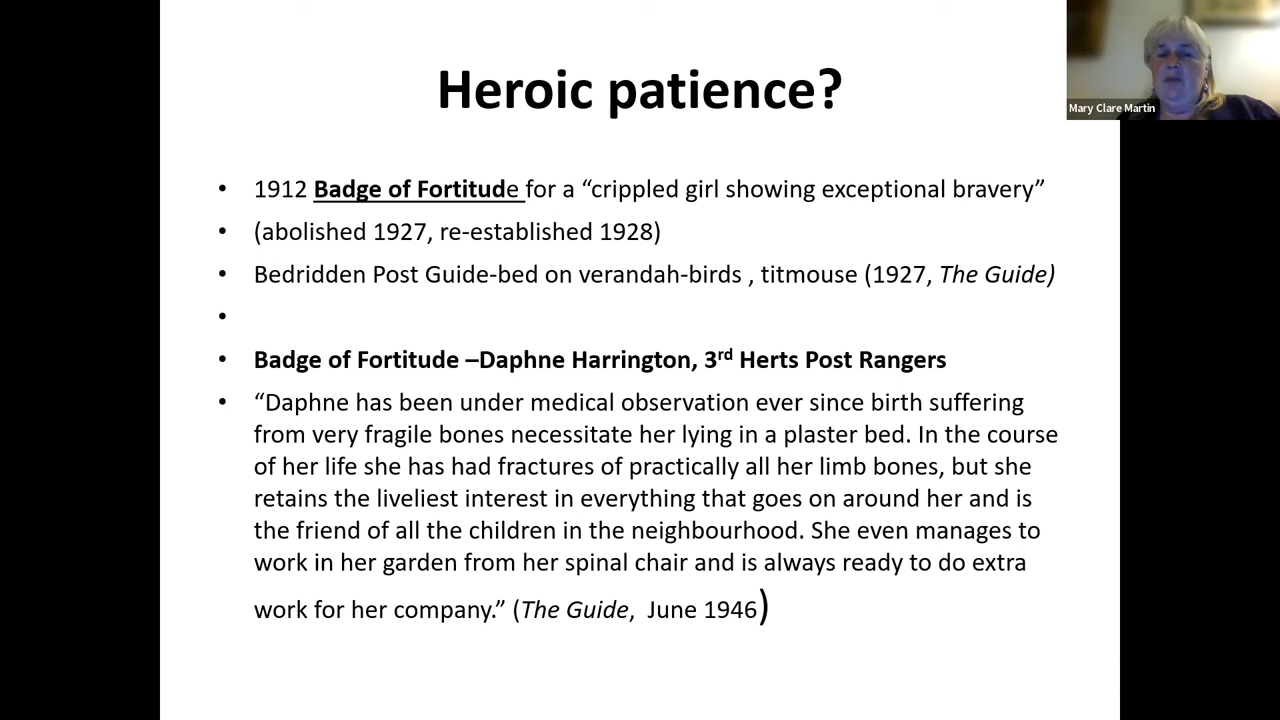 Heroic patience?
Mary Clare Martin
• 1912 Badge of Fortitude for a “crippled girl showing exceptional bravery”
• (abolished 1927, re-established 1928)
• Bedridden Post Guide-bed on verandah-birds , titmouse (1927, The Guide)
•
• Badge of Fortitude –Daphne Harrington, 3rd Herts Post Rangers
• “Daphne has been under medical observation ever since birth suffering
from very fragile bones necessitate her lying in a plaster bed. In the course
of her life she has had fractures of practically all her limb bones, but she
retains the liveliest interest in everything that goes on around her and is
the friend of all the children in the neighbourhood. She even manages to
work in her garden from her spinal chair and is always ready to do extra
work for her company.” (The Guide, June 1946)